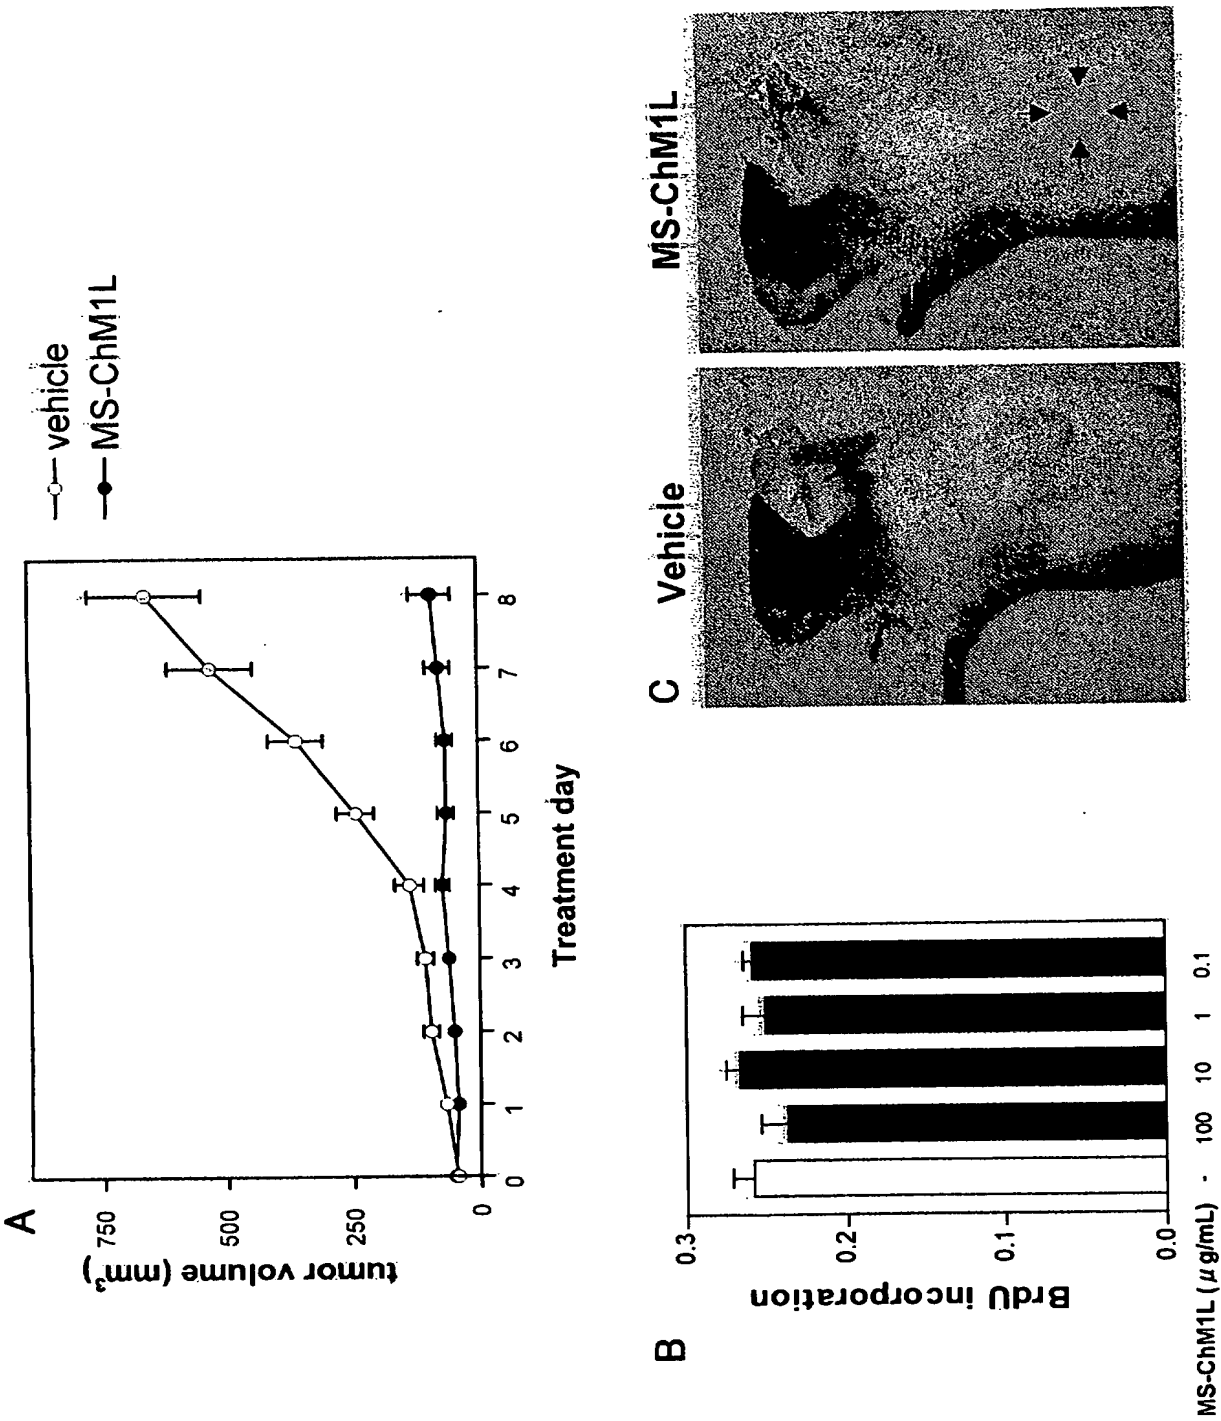 A
vehicle
MS-ChM1L
tumor volume (mm³)
750
500
250
0
0 1 2 3 4 5 6 7 8
Treatment day
B
BrdU incorporation
0.3
0.2
0.1
0.0
MS-ChM1L (μg/mL) - 100 10 1 0.1
C
Vehicle
MS-ChM1L